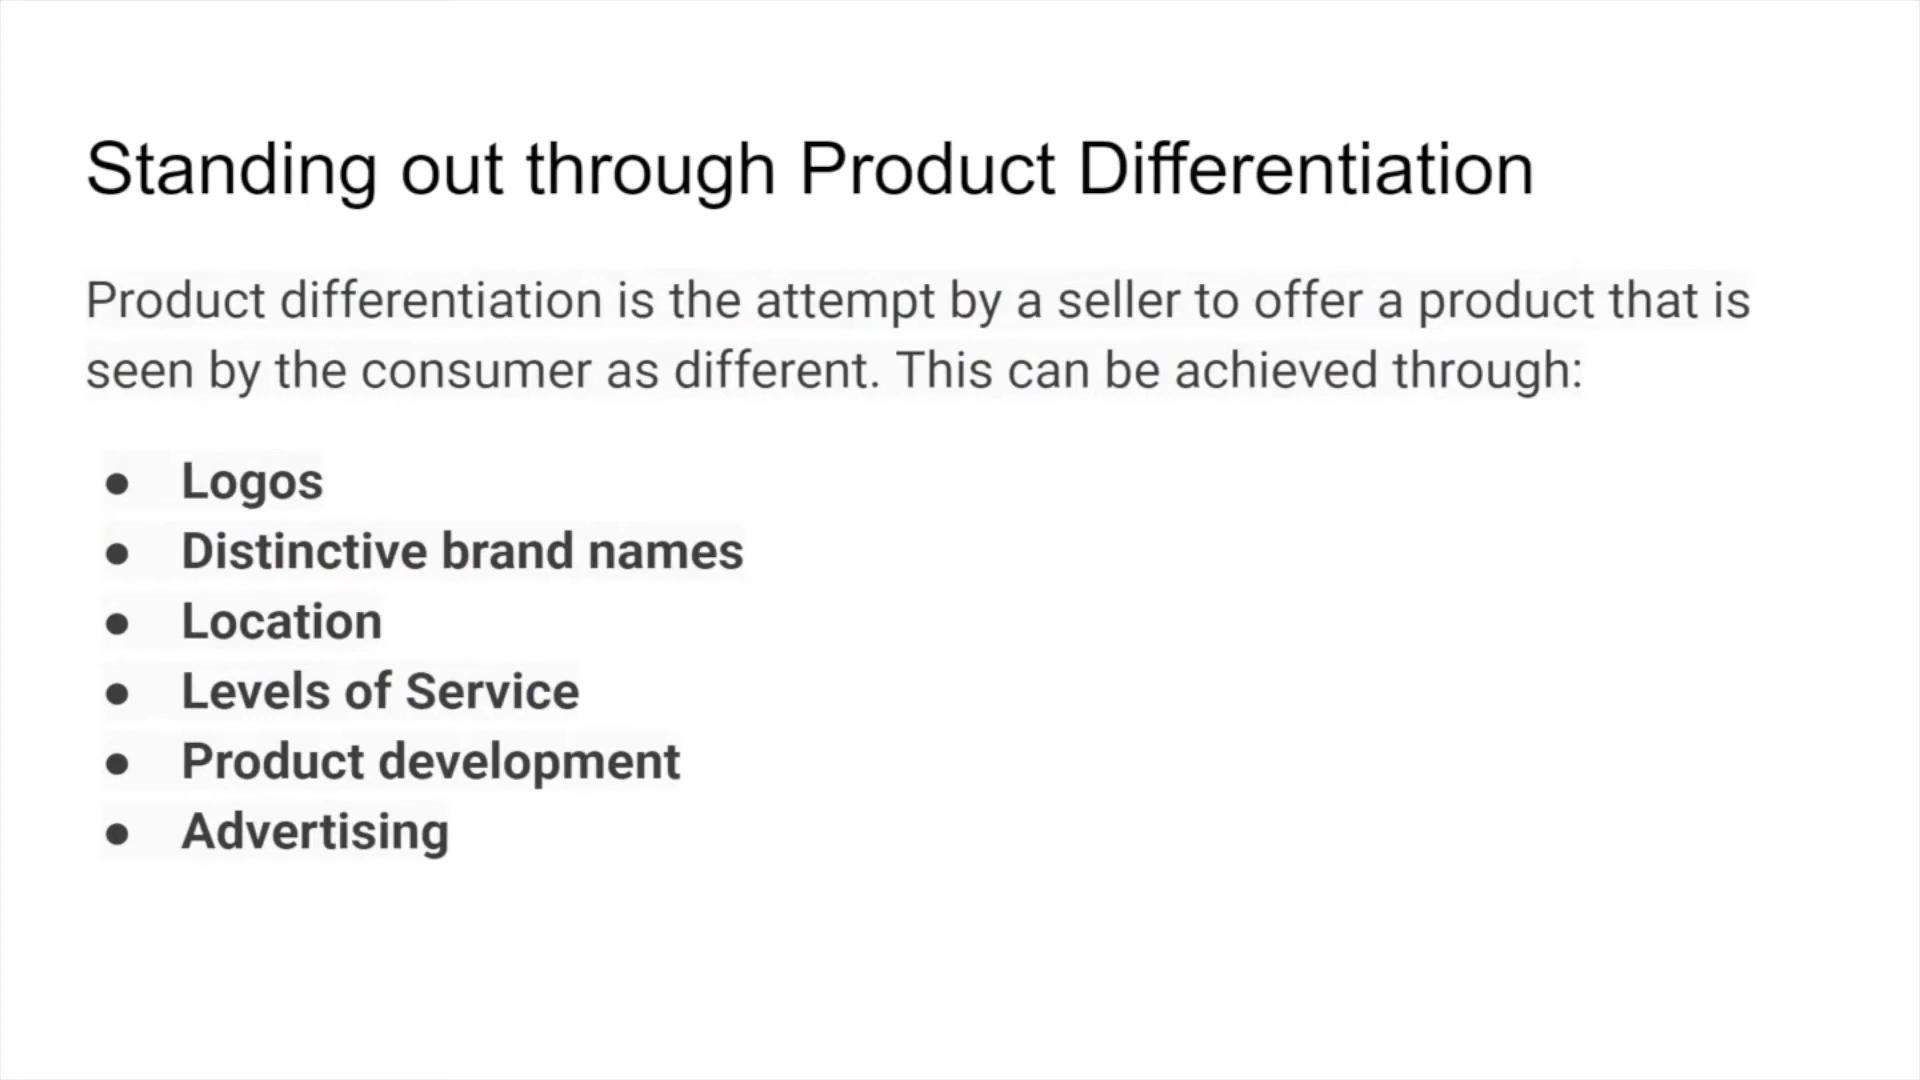 Standing out through Product Differentiation
Product differentiation is the attempt by a seller to offer a product that is
seen by the consumer as different. This can be achieved through:
● Logos
● Distinctive brand names
● Location
● Levels of Service
● Product development
● Advertising